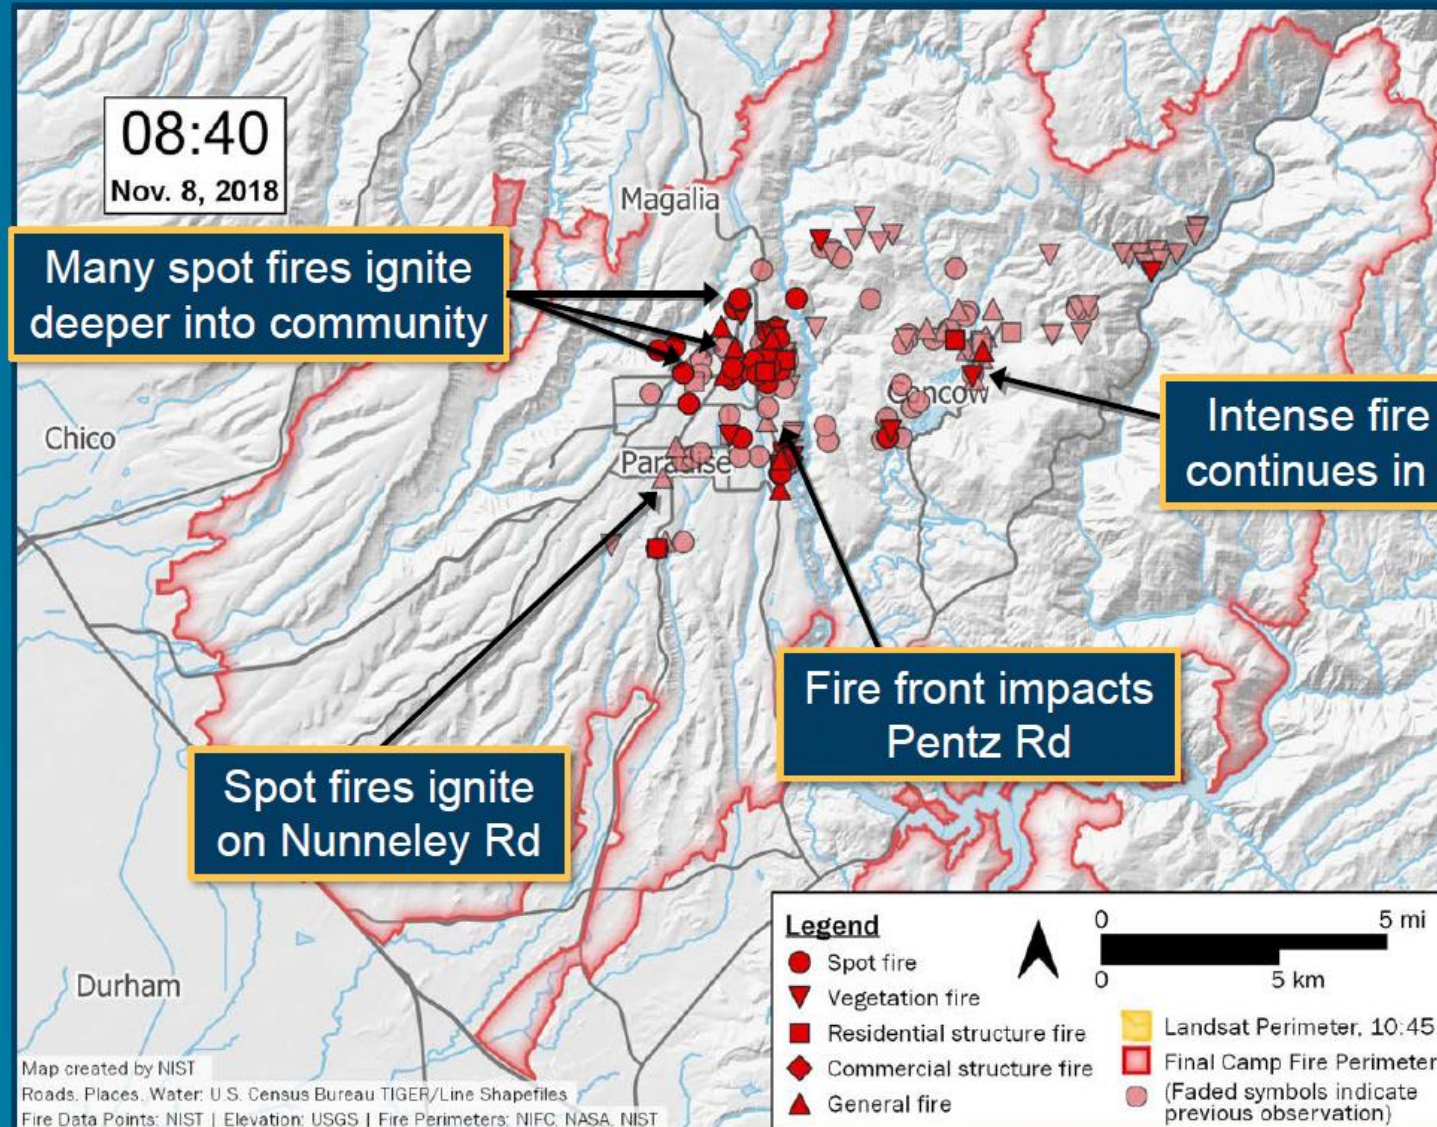 08:40
Nov. 8, 2018
Magalia
Many spot fires ignite
deeper into community
Concow
Intense fire
continues in
Chico
Paradise
Fire front impacts
Pentz Rd
Spot fires ignite
on Nunneley Rd
Durham
Legend
Spot fire
Vegetation fire
Residential structure fire
Commercial structure fire
General fire
0 5 mi
0 5 km
Landsat Perimeter, 10:45
Final Camp Fire Perimeter
(Faded symbols indicate
previous observation)
Map created by NIST
Roads, Places, Water: U.S. Census Bureau TIGER/Line Shapefiles
Fire Data Points: NIST | Elevation: USGS | Fire Perimeters: NIFC, NASA, NIST